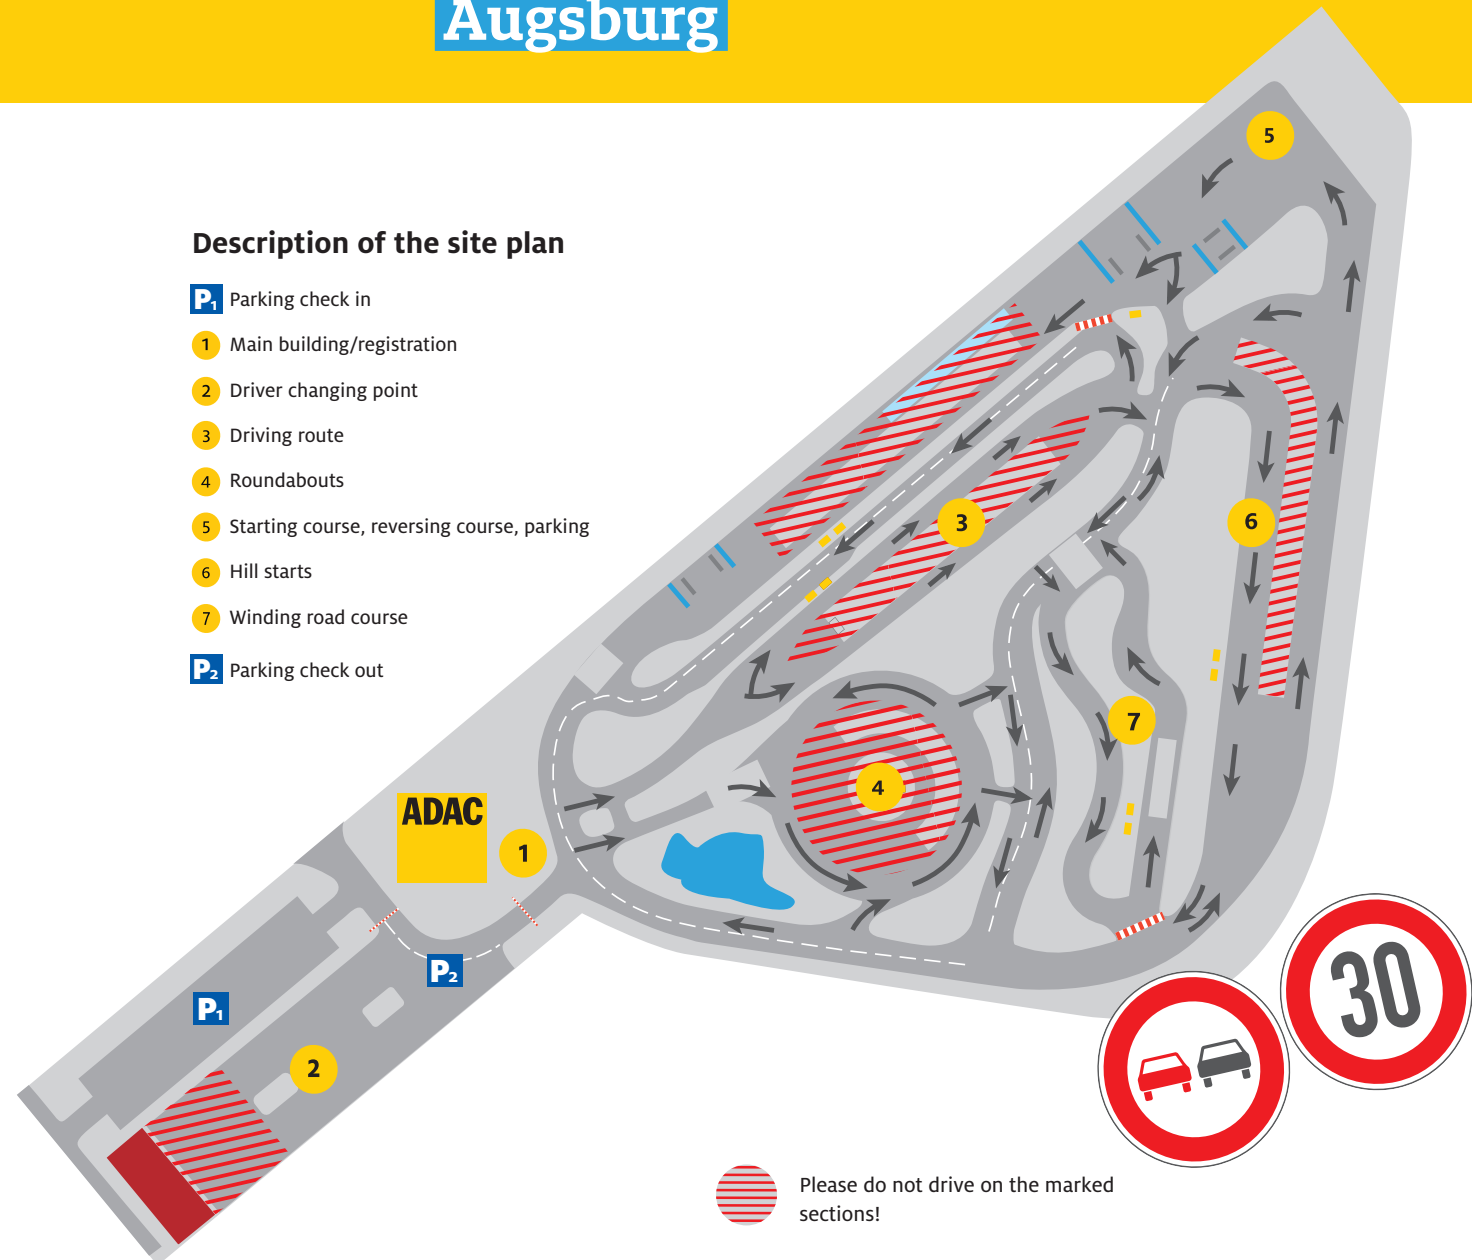 Augsburg
Description of the site plan
P1 Parking check in
1 Main building/registration
2 Driver changing point
3 Driving route
4 Roundabouts
5 Starting course, reversing course, parking
6 Hill starts
7 Winding road course
P2 Parking check out
5
3
6
7
4
ADAC
1
P2
P1
2
30
Please do not drive on the marked
sections!